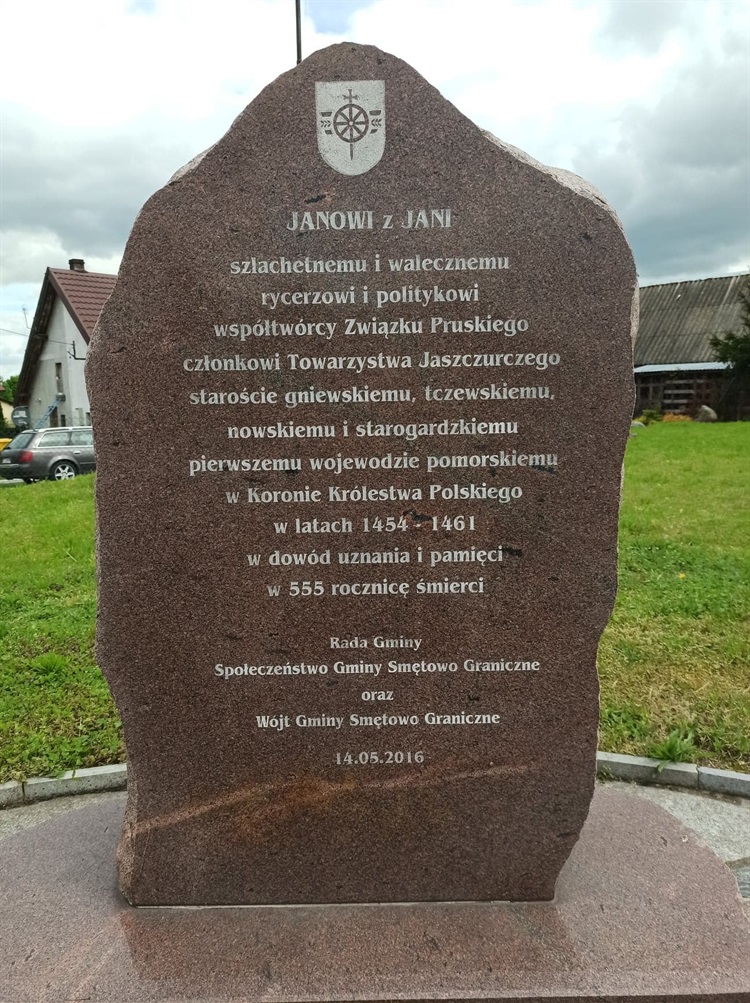 JANOWI z JANI
szlachetnemu i walecznemu
rycerzowi i politykowi
współtwórcy Związku Pruskiego
członkowi Towarzystwa Jaszczurczego
staroście gniewskiemu, tczewskiemu,
nowskiemu i starogardzkiemu
pierwszemu wojewodzie pomorskiemu
w Koronie Królestwa Polskiego
w latach 1454 - 1461
w dowód uznania i pamięci
w 555 rocznicę śmierci
Rada Gminy
Społeczeństwo Gminy Smętowo Graniczne
oraz
Wójt Gminy Smętowo Graniczne
14.05.2016